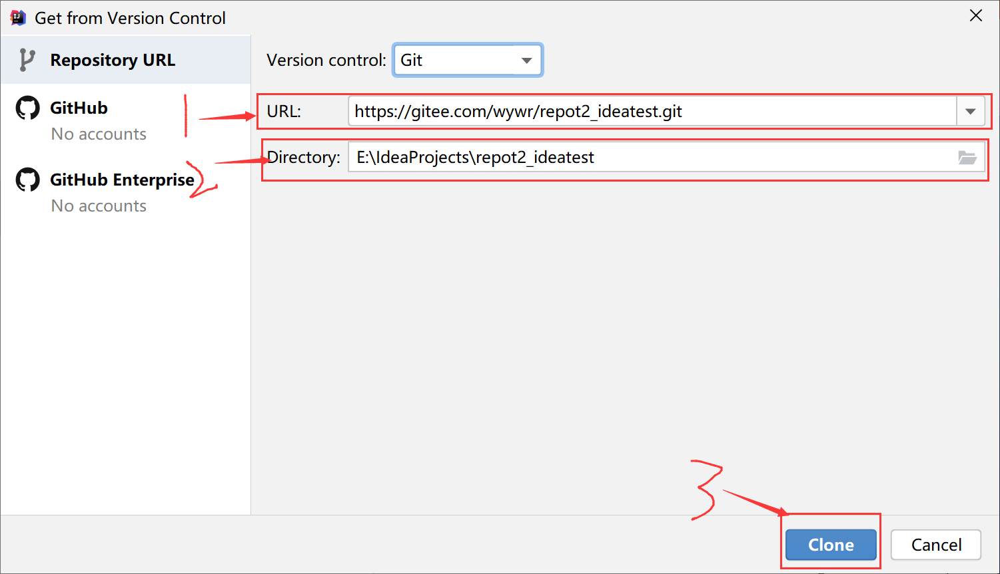 Get from Version Control
Repository URL
Version control: Git
GitHub
No accounts
1
URL: https://gitee.com/wywr/repot2_ideatest.git
Directory: E:\IdeaProjects\repot2_ideatest
GitHub Enterprise
No accounts
2
3
Clone
Cancel